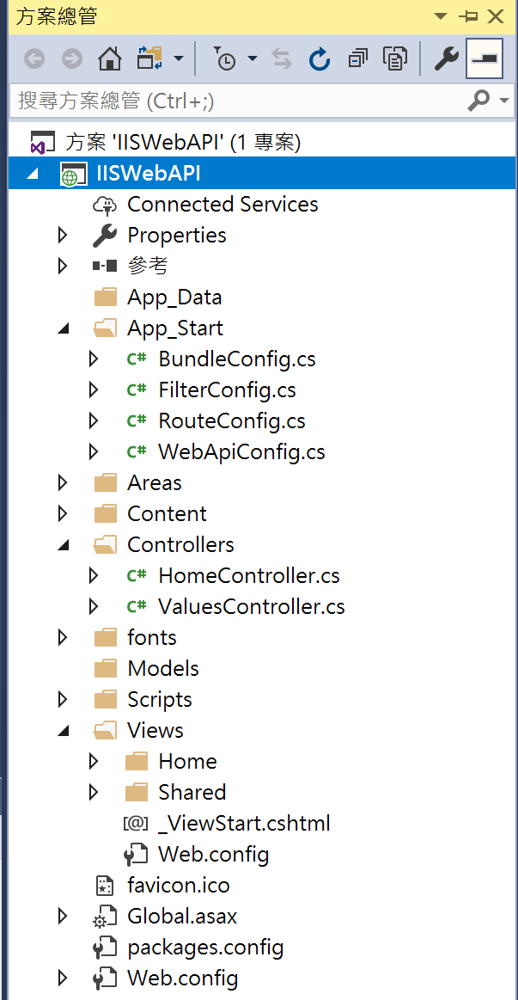 方案總管
搜尋方案總管 (Ctrl+;)
方案 'IISWebAPI' (1 專案)
IISWebAPI
Connected Services
Properties
參考
App_Data
App_Start
C# BundleConfig.cs
C# FilterConfig.cs
C# RouteConfig.cs
C# WebApiConfig.cs
Areas
Content
Controllers
C# HomeController.cs
C# ValuesController.cs
fonts
Models
Scripts
Views
Home
Shared
[@] _ViewStart.cshtml
Web.config
favicon.ico
Global.asax
packages.config
Web.config